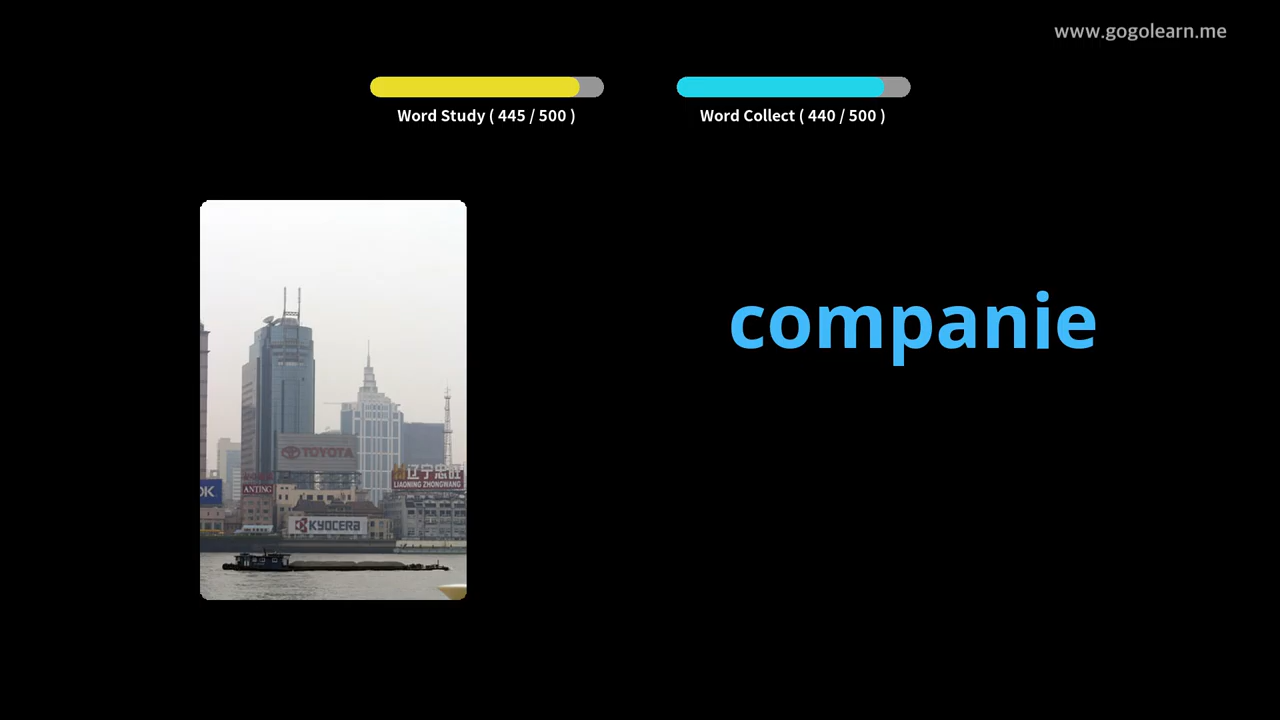 www.gogolearn.me
Word Study ( 445 / 500 )
Word Collect ( 440 / 500 )
companie
TOYOTA
辽宁忠旺
LIAONING ZHONGWANG
OK
ANTING
KYOCERA